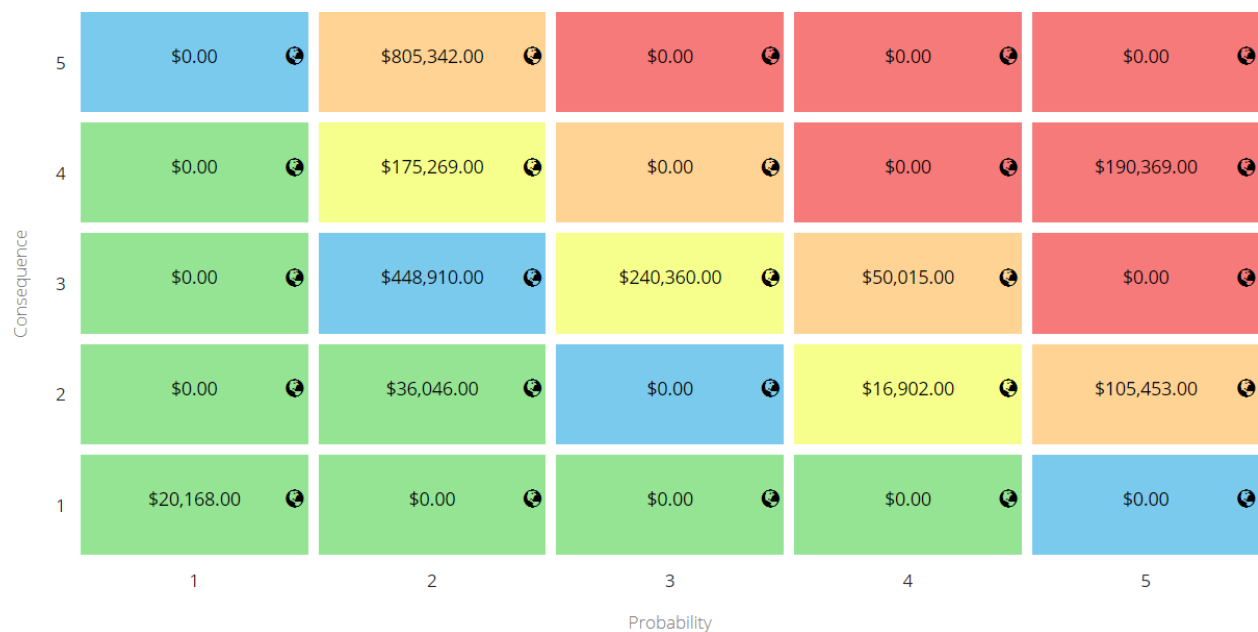 5 $0.00 $805,342.00 $0.00 $0.00 $0.00
4 $0.00 $175,269.00 $0.00 $0.00 $190,369.00
Consequence
3 $0.00 $448,910.00 $240,360.00 $50,015.00 $0.00
2 $0.00 $36,046.00 $0.00 $16,902.00 $105,453.00
1 $20,168.00 $0.00 $0.00 $0.00 $0.00
1 2 3 4 5
Probability